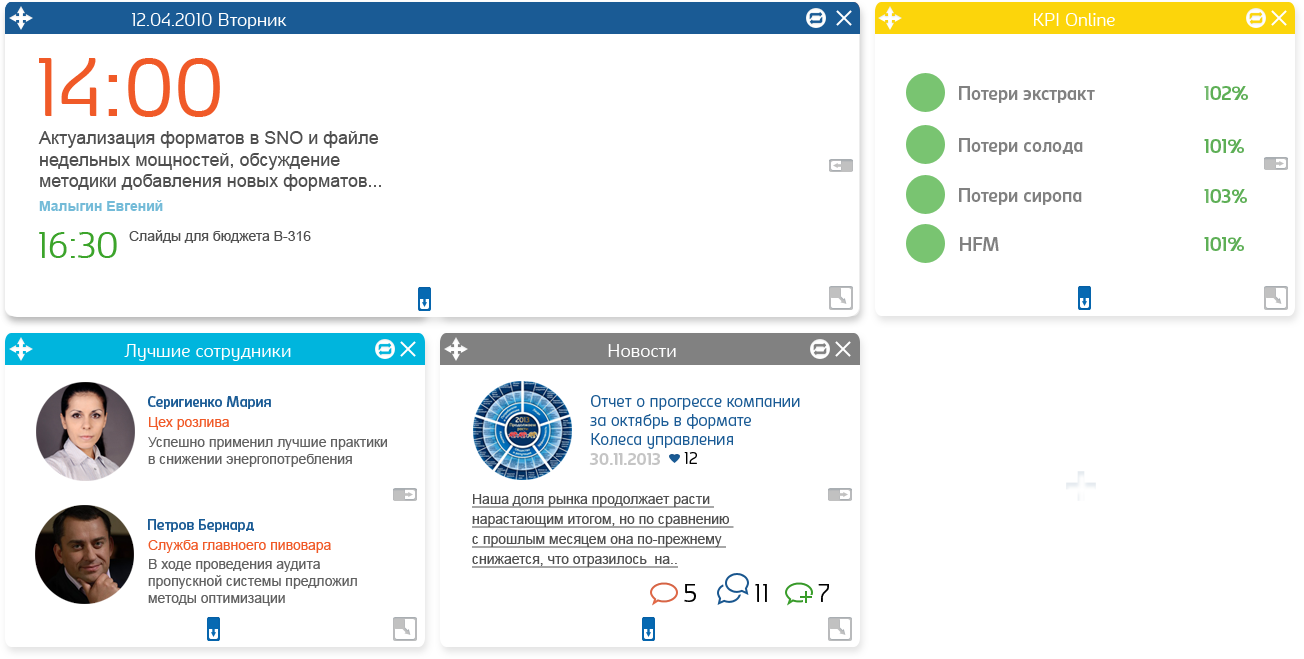 12.04.2010 Вторник
14:00
Актуализация форматов в SNO и файле
недельных мощностей, обсуждение
методики добавления новых форматов...
Малыгин Евгений
16:30 Слайды для бюджета В-316
KPI Online
Потери экстракт 102%
Потери солода 101%
Потери сиропа 103%
HFM 101%
Лучшие сотрудники
Серигиенко Мария
Цех розлива
Успешно применил лучшие практики
в снижении энергопотребления
Петров Бернард
Служба главноего пивовара
В ходе проведения аудита
пропускной системы предложил
методы оптимизации
Новости
2013
Отчет о прогрессе компании
за октябрь в формате
Колеса управления
30.11.2013 12
Наша доля рынка продолжает расти
нарастающим итогом, но по сравнению
с прошлым месяцем она по-прежнему
снижается, что отразилось на..
5 11 7